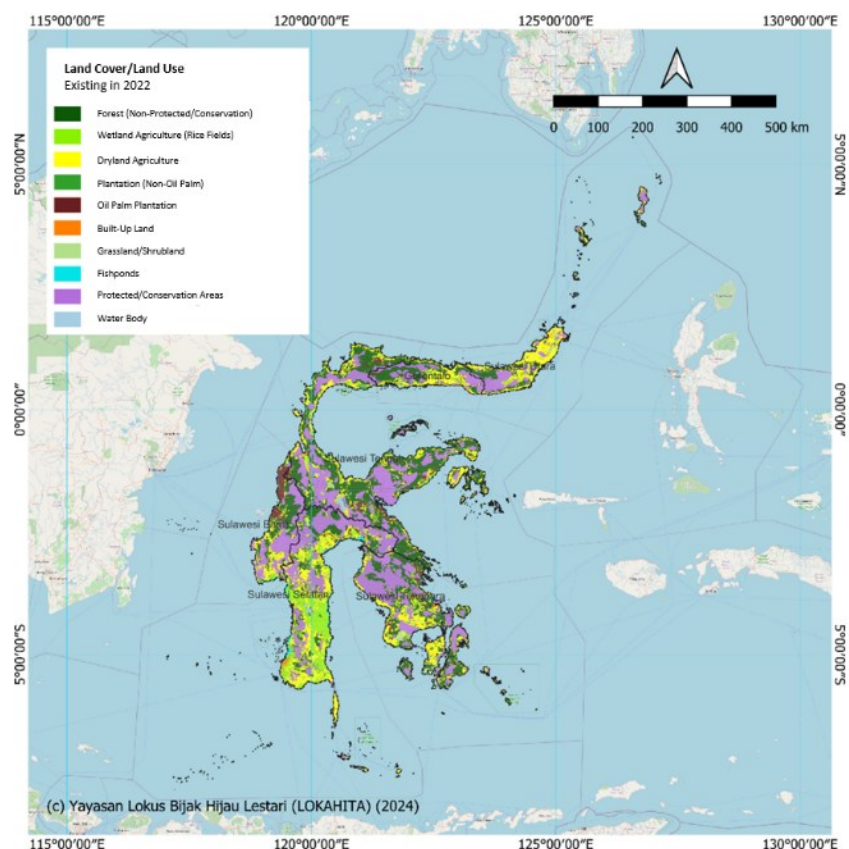 115°00'00"E 120°00'00"E 125°00'00"E 130°00'00"E
Land Cover/Land Use
Existing in 2022
Forest (Non-Protected/Conservation)
Wetland Agriculture (Rice Fields)
Dryland Agriculture
Plantation (Non-Oil Palm)
Oil Palm Plantation
Built-Up Land
Grassland/Shrubland
Fishponds
Protected/Conservation Areas
Water Body
0 100 200 300 400 500 km
5°00'00"N 5°00'00"N
Sulawesi Utara
Gorontalo
0°00'00" 0°00'00"
Sulawesi
Sulawesi
Sulawesi Selatan
5°00'00"S 5°00'00"S
(c) Yayasan Lokus Bijak Hijau Lestari (LOKAHITA) (2024)
115°00'00"E 120°00'00"E 125°00'00"E 130°00'00"E